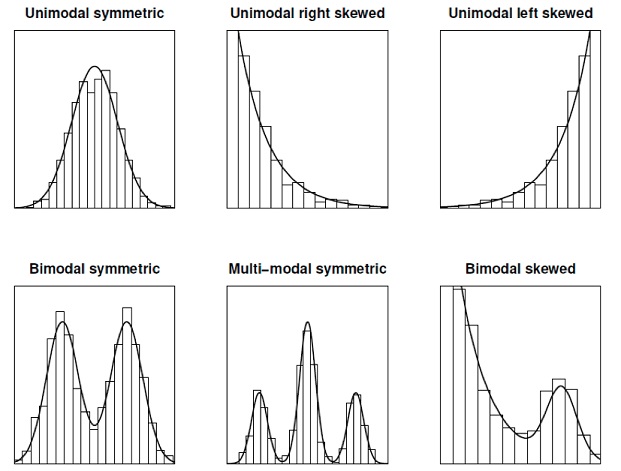 Unimodal symmetric
Unimodal right skewed
Unimodal left skewed
Bimodal symmetric
Multi−modal symmetric
Bimodal skewed